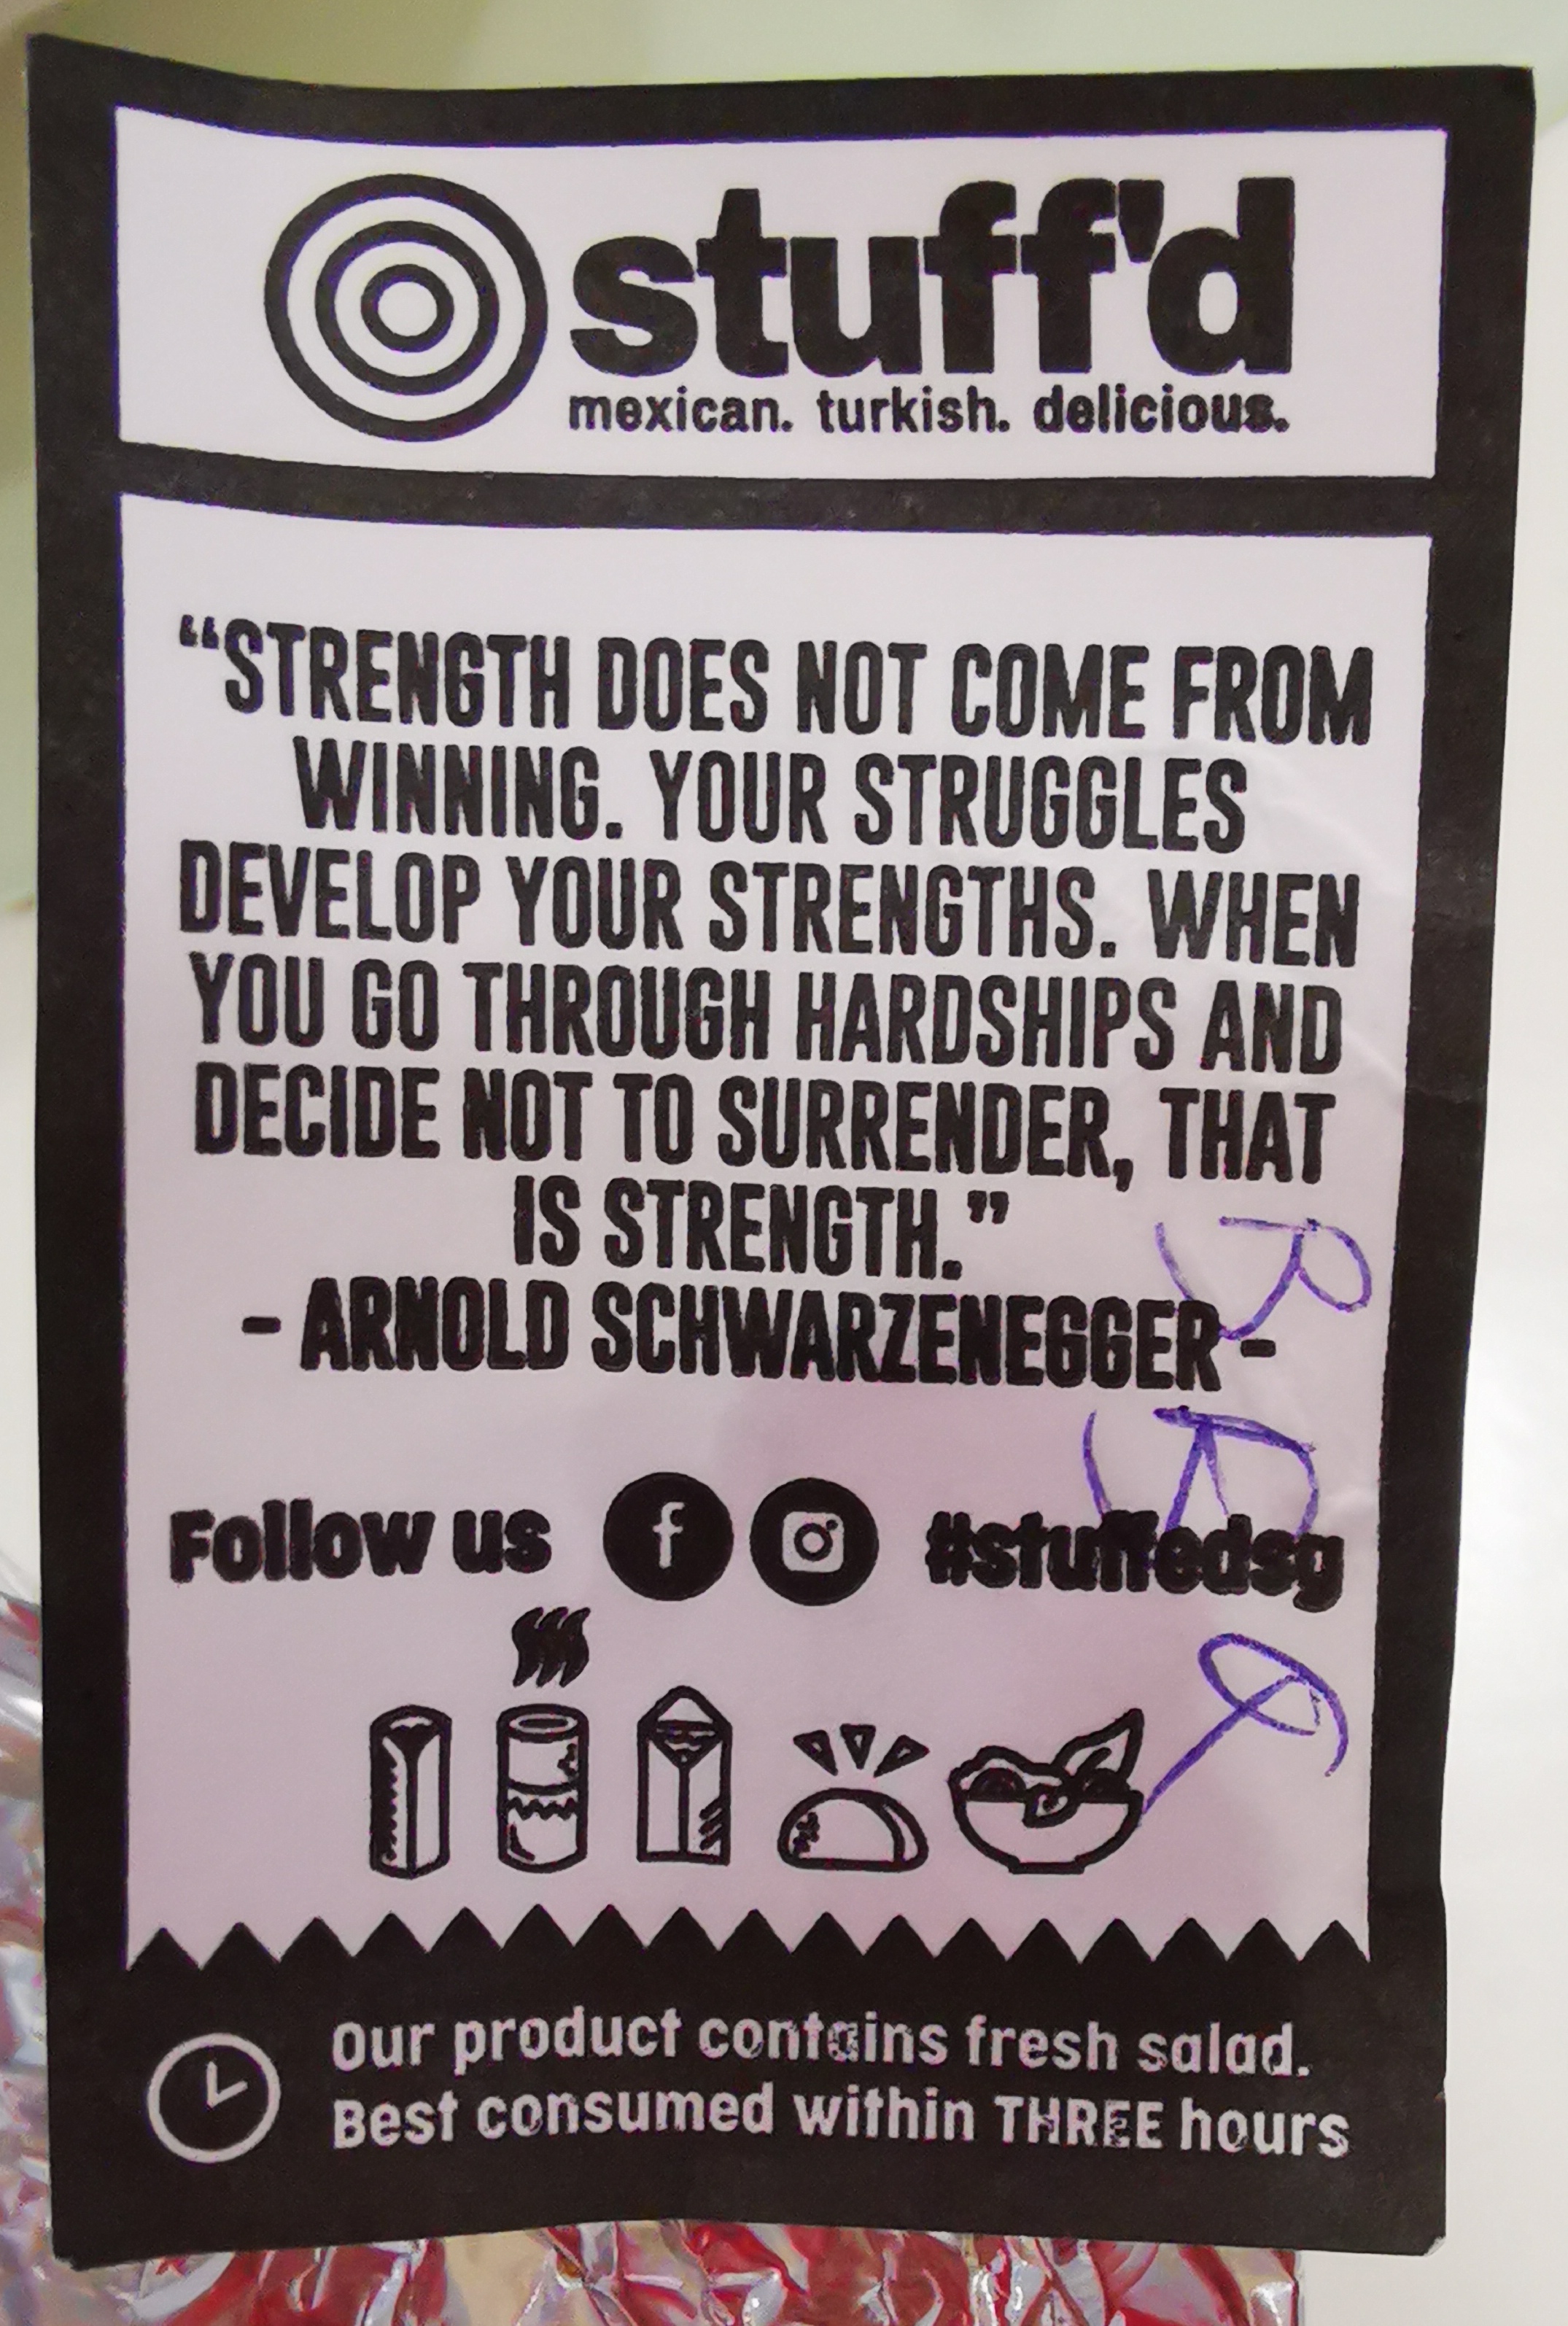 stuff'd
mexican. turkish. delicious.
“STRENGTH DOES NOT COME FROM
WINNING. YOUR STRUGGLES
DEVELOP YOUR STRENGTHS. WHEN
YOU GO THROUGH HARDSHIPS AND
DECIDE NOT TO SURRENDER, THAT
IS STRENGTH.”
- ARNOLD SCHWARZENEGGER -
Follow us #stuffedsg
Our product contains fresh salad.
Best consumed within THREE hours